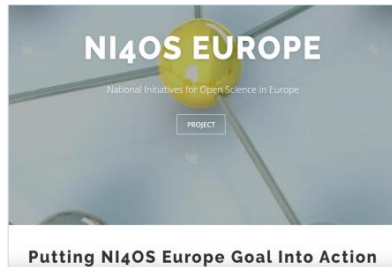 NI4OS EUROPE
National Initiatives for Open Science in Europe
PROJECT
Putting NI4OS Europe Goal Into Action